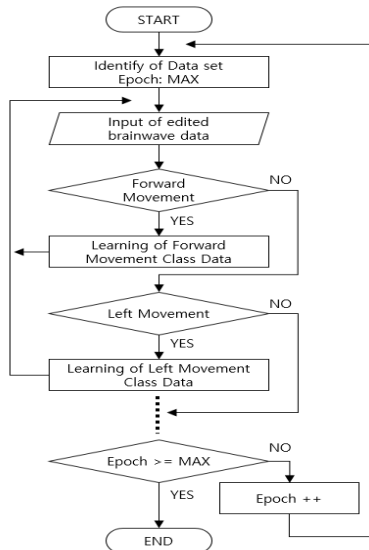 START
Identify of Data set
Epoch: MAX
Input of edited
brainwave data
Forward
Movement
NO
YES
Learning of Forward
Movement Class Data
Left Movement
NO
YES
Learning of Left Movement
Class Data
Epoch >= MAX
NO
YES
Epoch ++
END